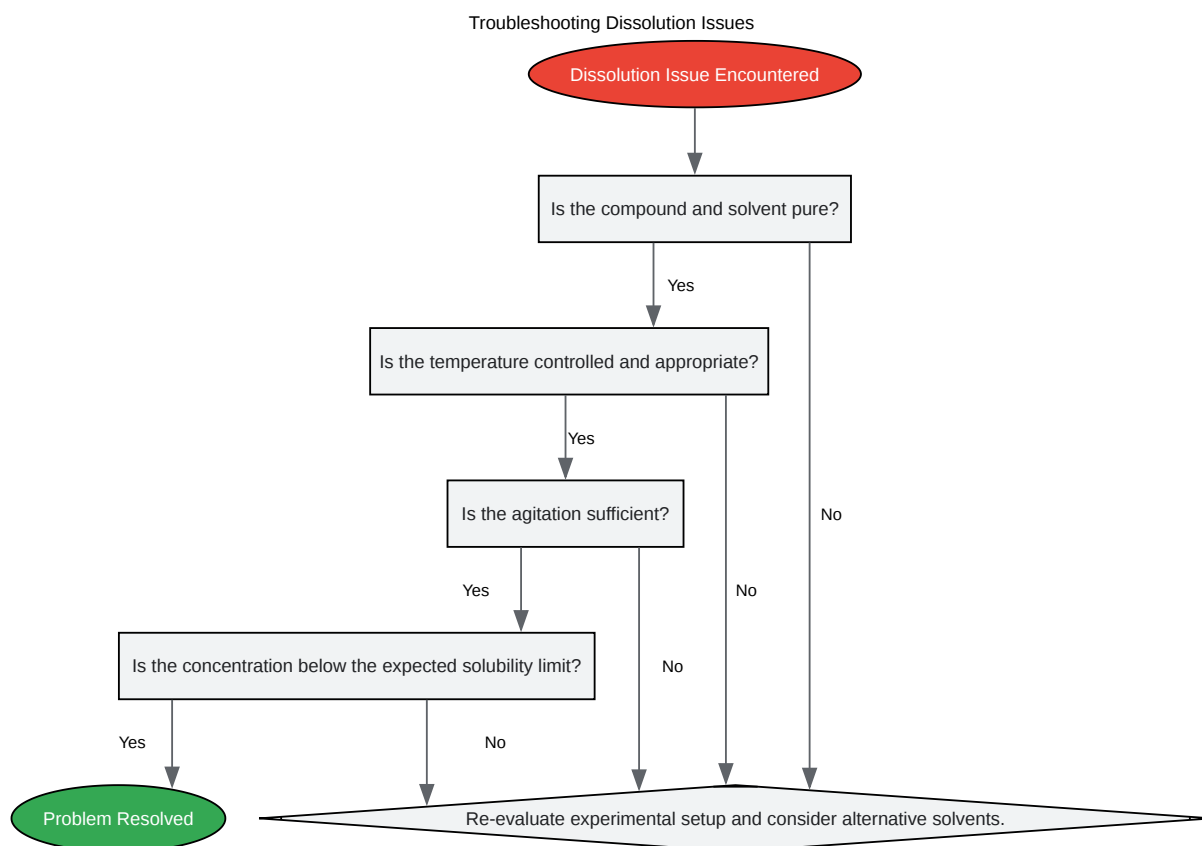 Troubleshooting Dissolution Issues
Dissolution Issue Encountered
Is the compound and solvent pure?
Yes
Is the temperature controlled and appropriate?
Yes
Is the agitation sufficient?
No
Yes
No
Is the concentration below the expected solubility limit?
No
Yes
No
Problem Resolved
Re-evaluate experimental setup and consider alternative solvents.